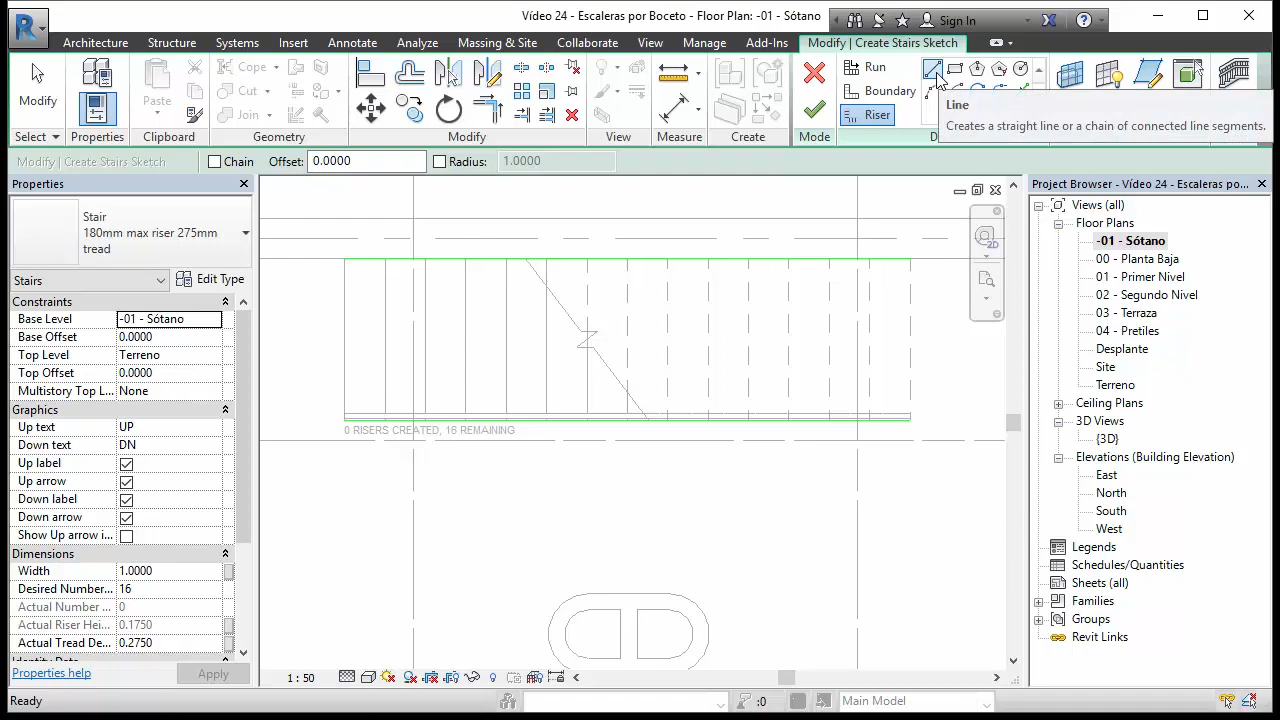 Vídeo 24 - Escaleras por Boceto - Floor Plan: -01 - Sótano
Sign In
Architecture Structure Systems Insert Annotate Analyze Massing & Site Collaborate View Manage Add-Ins Modify | Create Stairs Sketch
Modify
Properties
Paste
Cope
Cut
Join
Run
Boundary
Riser
Line
Creates a straight line or a chain of connected line segments.
Select Properties Clipboard Geometry Modify View Measure Create Mode
Modify | Create Stairs Sketch
Chain Offset: 0.0000 Radius: 1.0000
Properties
Stair
180mm max riser 275mm
tread
Stairs
Edit Type
Constraints
Base Level -01 - Sótano
Base Offset 0.0000
Top Level Terreno
Top Offset 0.0000
Multistory Top L... None
Graphics
Up text UP
Down text DN
Up label
Up arrow
Down label
Down arrow
Show Up arrow i...
Dimensions
Width 1.0000
Desired Number... 16
Actual Number ... 0
Actual Riser Hei... 0.1750
Actual Tread De... 0.2750
Properties help
Apply
0 RISERS CREATED, 16 REMAINING
2D
1 : 50
Project Browser - Vídeo 24 - Escaleras po...
Views (all)
Floor Plans
-01 - Sótano
00 - Planta Baja
01 - Primer Nivel
02 - Segundo Nivel
03 - Terraza
04 - Pretiles
Desplante
Site
Terreno
Ceiling Plans
3D Views
{3D}
Elevations (Building Elevation)
East
North
South
West
Legends
Schedules/Quantities
Sheets (all)
Families
Groups
Revit Links
Ready
:0
Main Model